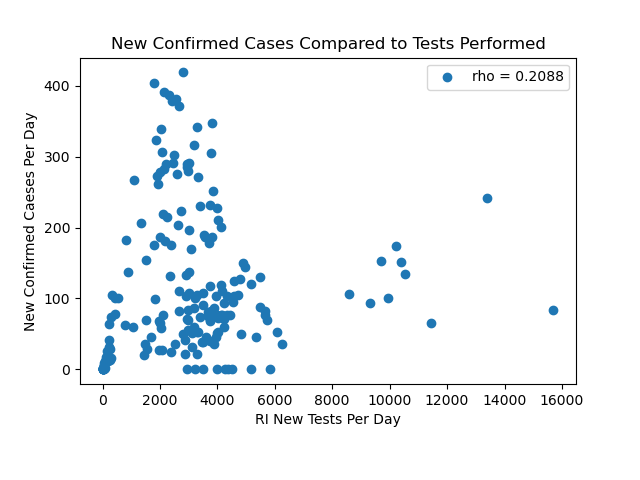 New Confirmed Cases Compared to Tests Performed
rho = 0.2088
400
300
200
100
0
New Confirmed Caeses Per Day
0 2000 4000 6000 8000 10000 12000 14000 16000
RI New Tests Per Day